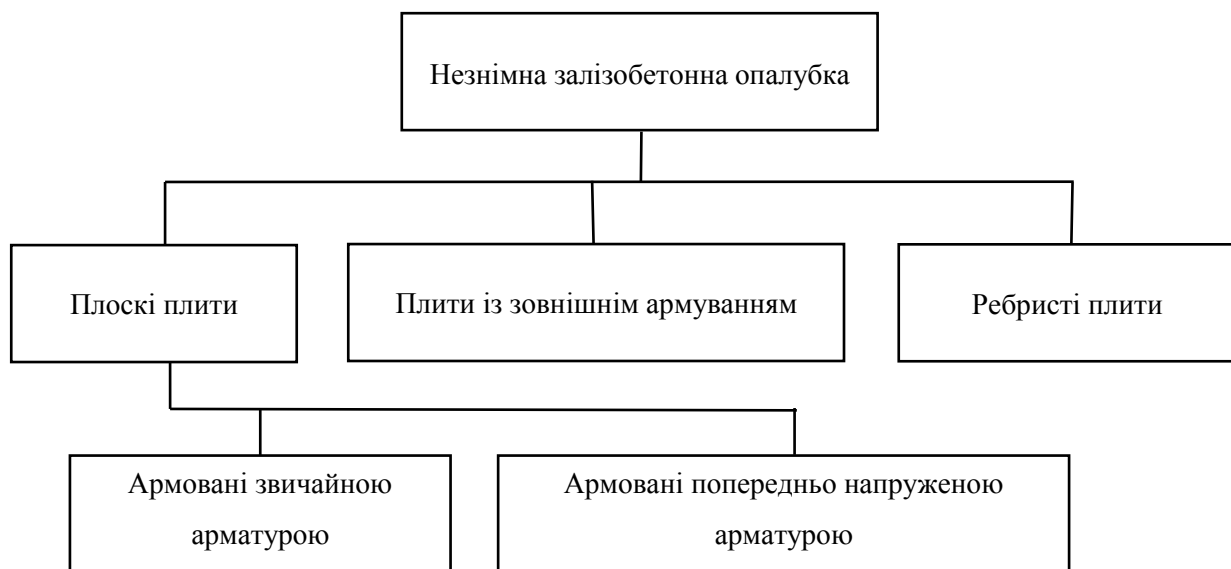 Незнімна залізобетонна опалубка
Плоскі плити
Плити із зовнішнім армуванням
Ребристі плити
Армовані звичайною
арматурою
Армовані попередньо напруженою
арматурою